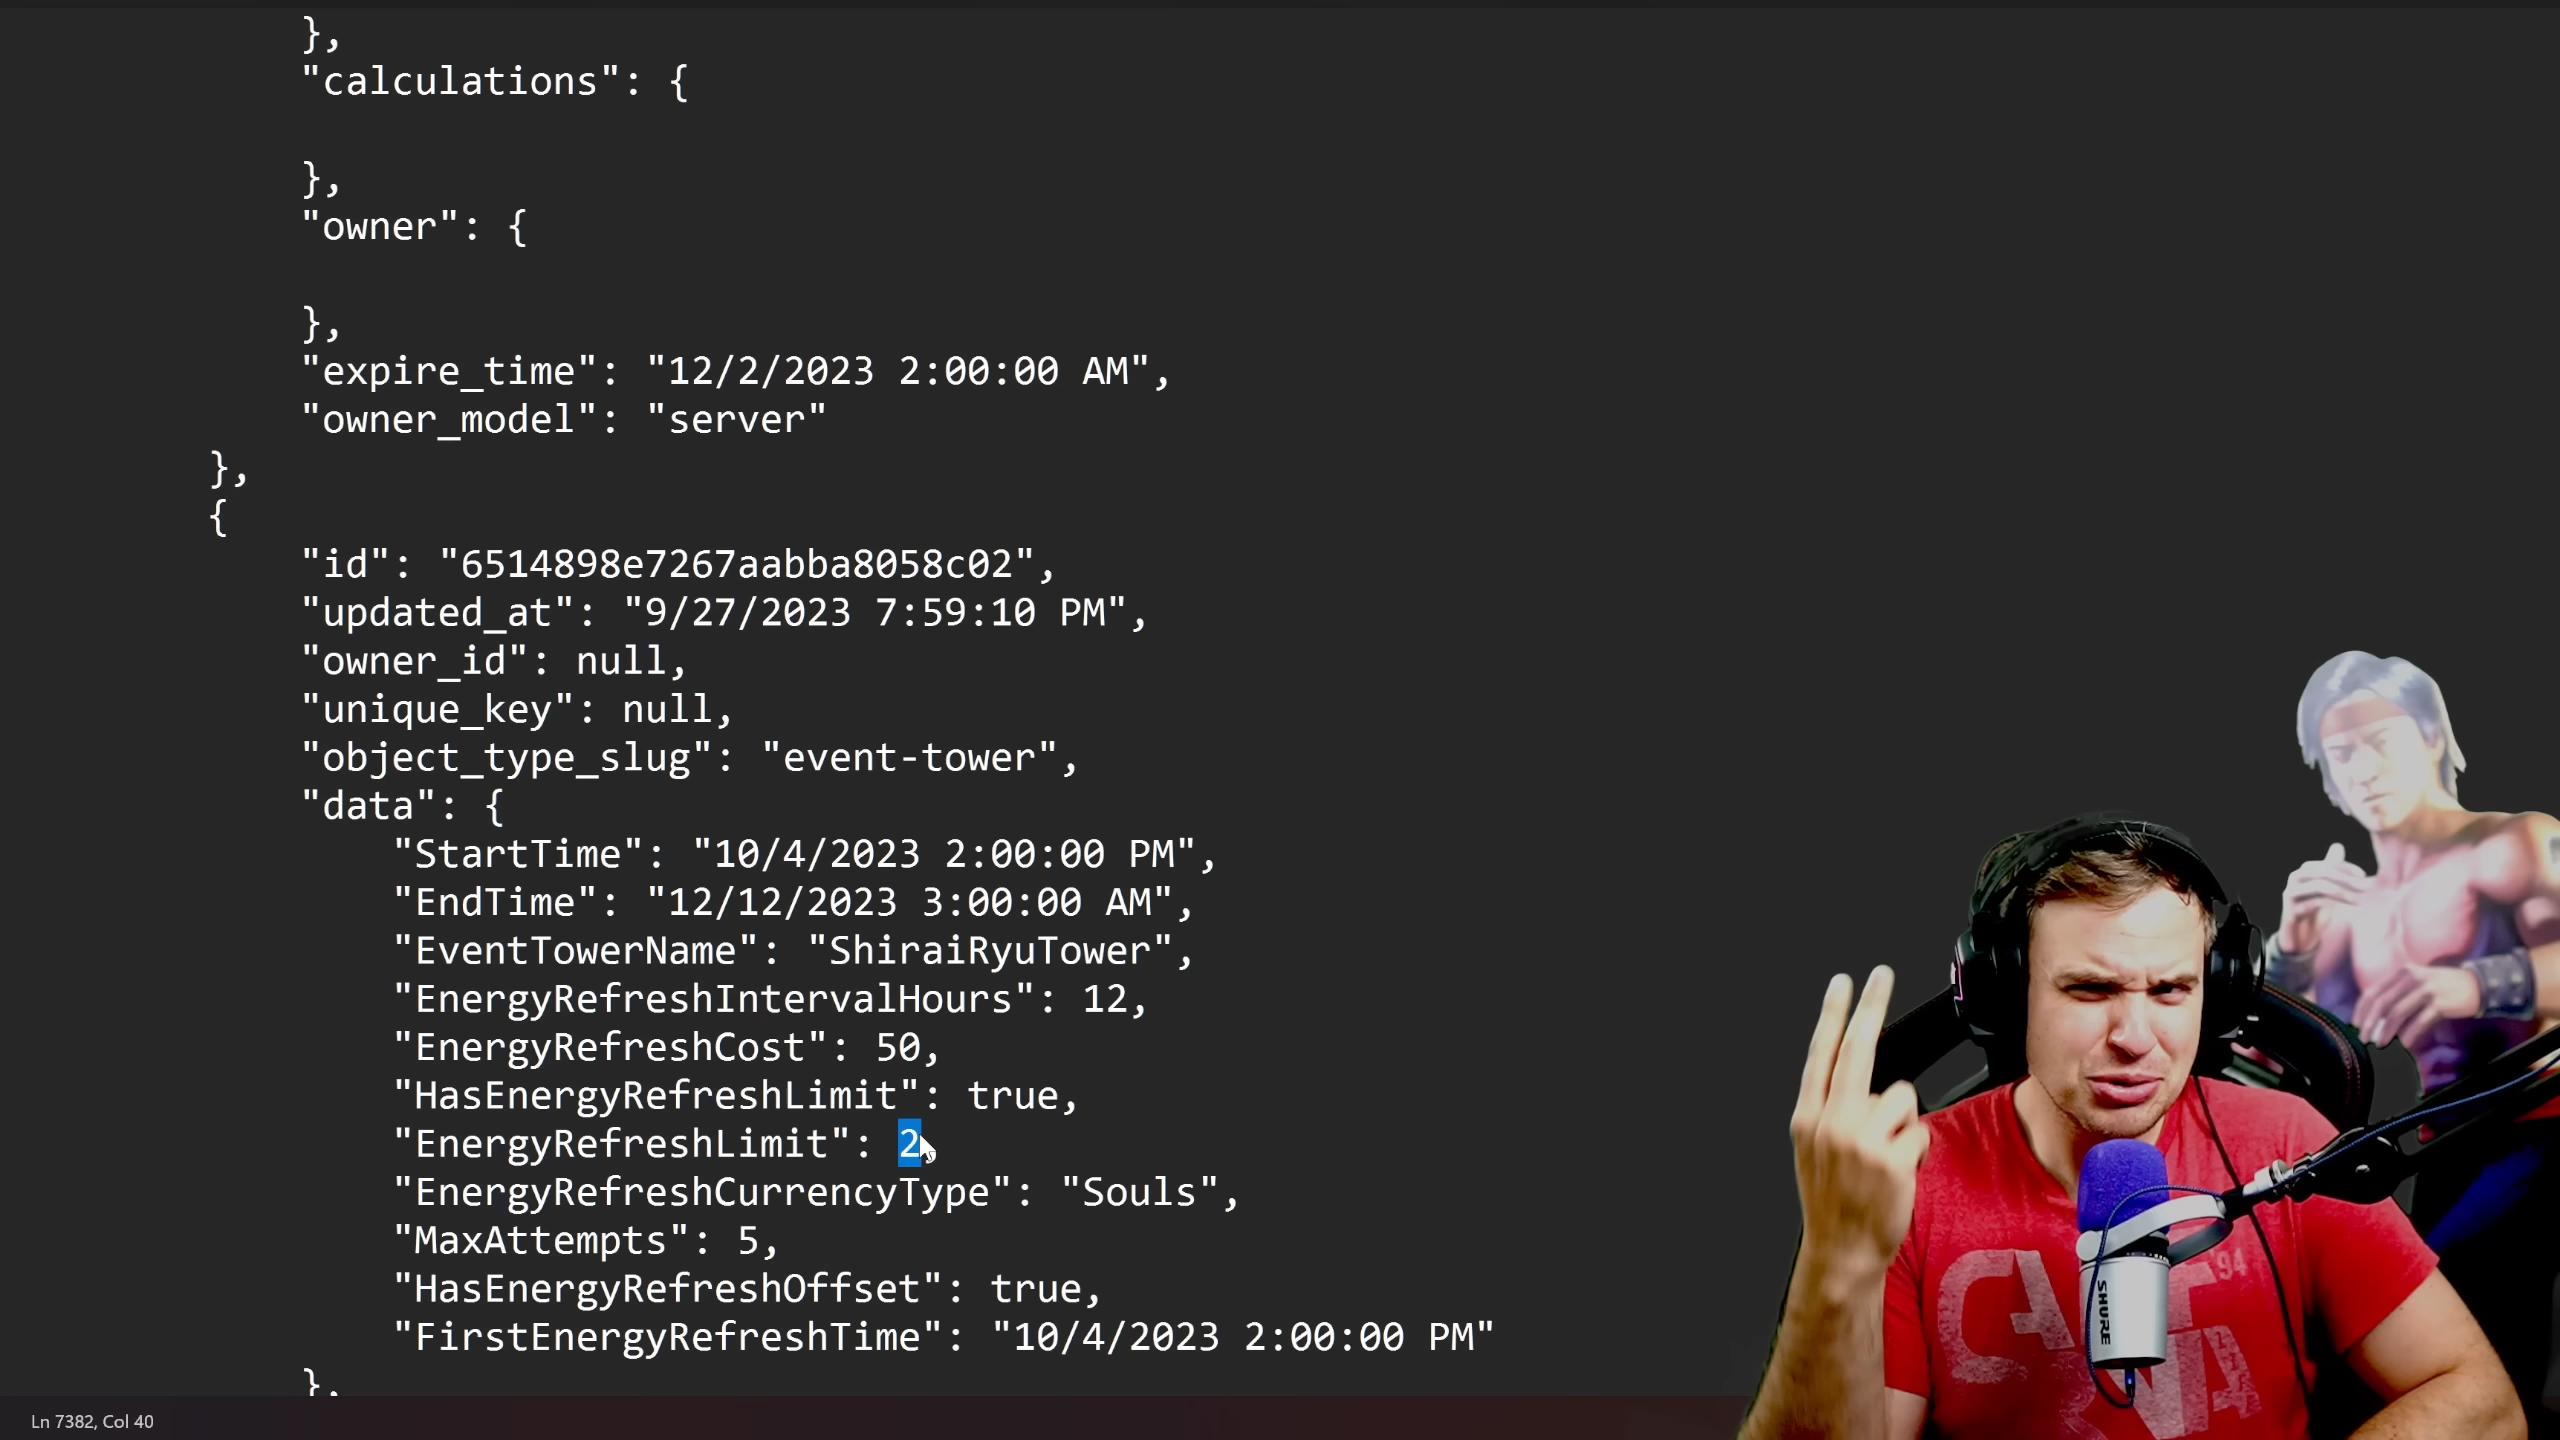 },
"calculations": {
},
"owner": {
},
"expire_time": "12/2/2023 2:00:00 AM",
"owner_model": "server"
},
{
"id": "6514898e7267aabba8058c02",
"updated_at": "9/27/2023 7:59:10 PM",
"owner_id": null,
"unique_key": null,
"object_type_slug": "event-tower",
"data": {
"StartTime": "10/4/2023 2:00:00 PM",
"EndTime": "12/12/2023 3:00:00 AM",
"EventTowerName": "ShiraiRyuTower",
"EnergyRefreshIntervalHours": 12,
"EnergyRefreshCost": 50,
"HasEnergyRefreshLimit": true,
"EnergyRefreshLimit": 2,
"EnergyRefreshCurrencyType": "Souls",
"MaxAttempts": 5,
"HasEnergyRefreshOffset": true,
"FirstEnergyRefreshTime": "10/4/2023 2:00:00 PM"
},
Ln 7382, Col 40
94
SHURE